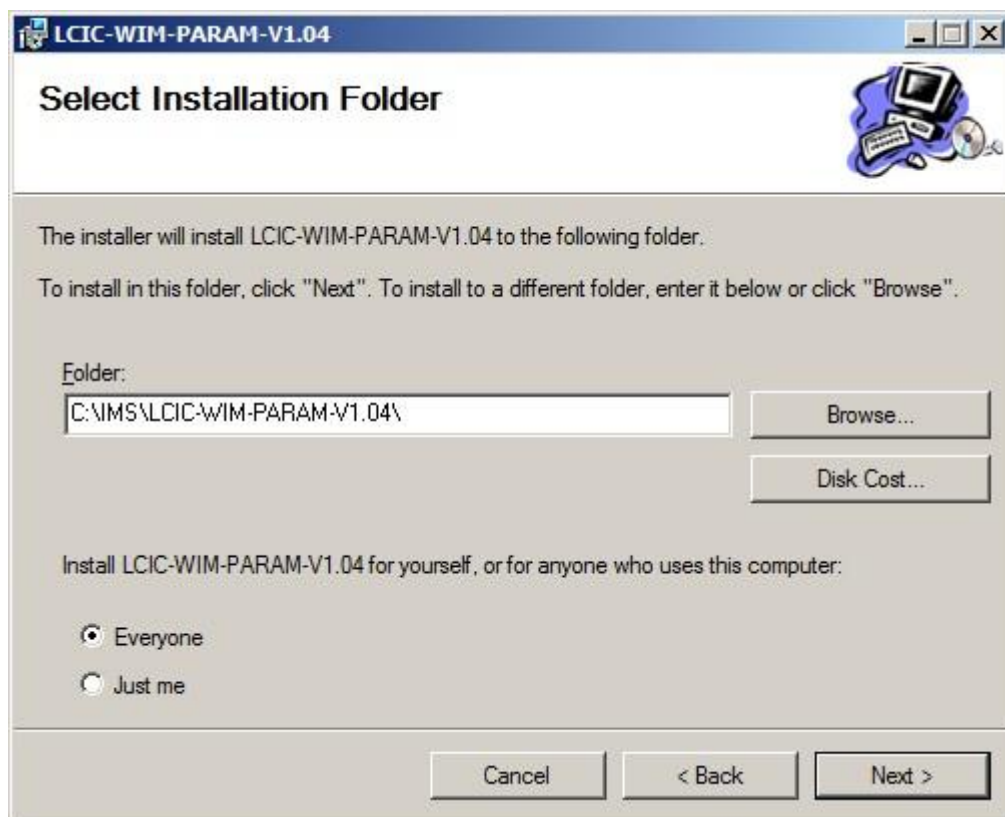 LCIC-WIM-PARAM-V1.04
Select Installation Folder
The installer will install LCIC-WIM-PARAM-V1.04 to the following folder.
To install in this folder, click "Next". To install to a different folder, enter it below or click "Browse".
Folder:
C:\IMS\LCIC-WIM-PARAM-V1.04\
Browse...
Disk Cost...
Install LCIC-WIM-PARAM-V1.04 for yourself, or for anyone who uses this computer:
Everyone
Just me
Cancel
< Back
Next >